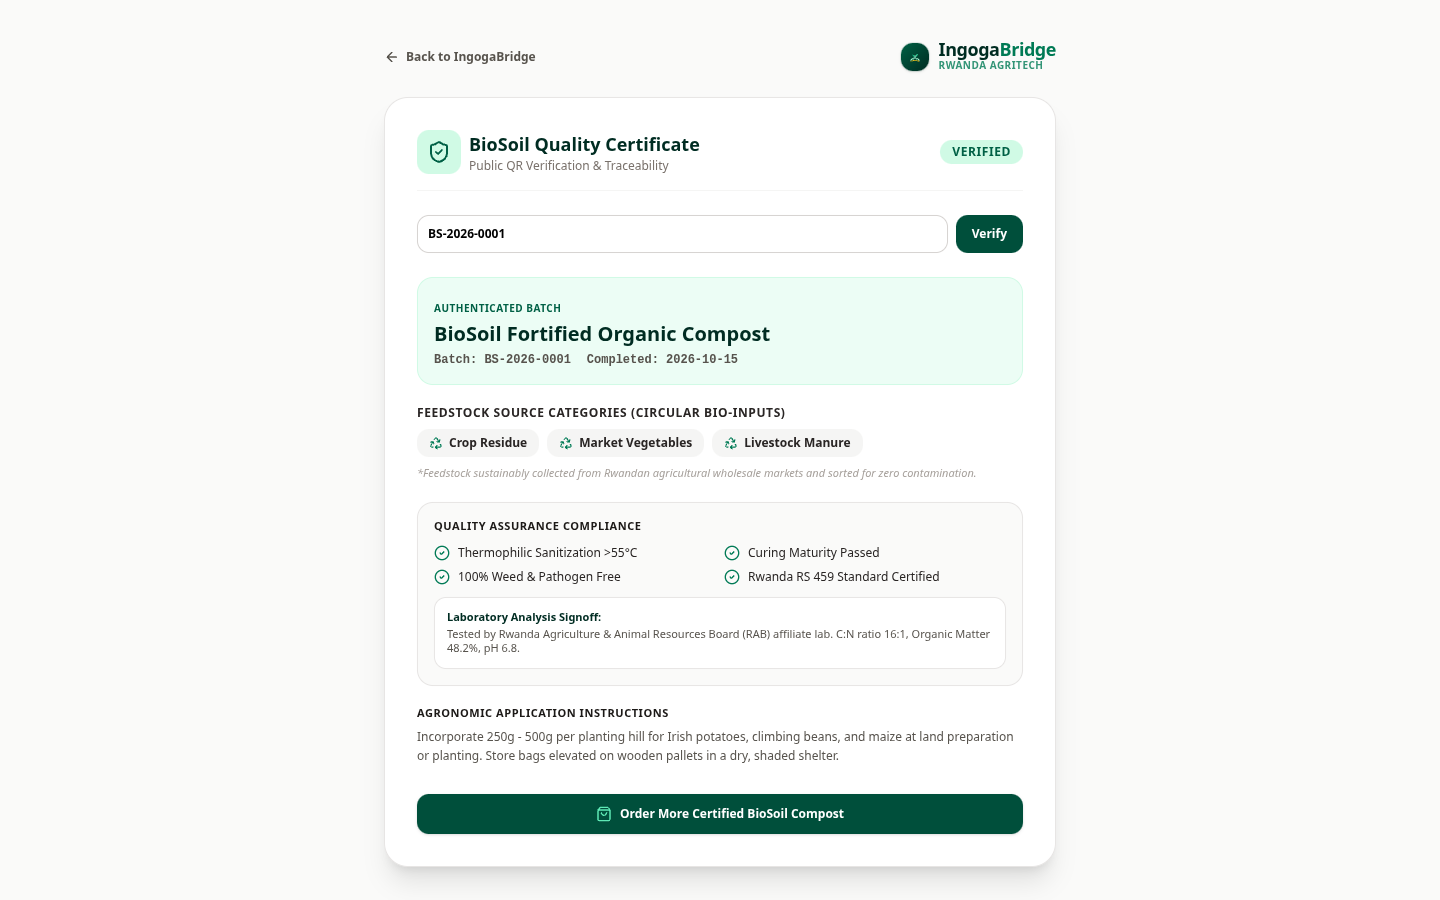 Back to IngogaBridge
IngogaBridge
RWANDA AGRITECH
BioSoil Quality Certificate
Public QR Verification & Traceability
VERIFIED
BS-2026-0001
Verify
AUTHENTICATED BATCH
BioSoil Fortified Organic Compost
Batch: BS-2026-0001 Completed: 2026-10-15
FEEDSTOCK SOURCE CATEGORIES (CIRCULAR BIO-INPUTS)
Crop Residue
Market Vegetables
Livestock Manure
*Feedstock sustainably collected from Rwandan agricultural wholesale markets and sorted for zero contamination.
QUALITY ASSURANCE COMPLIANCE
Thermophilic Sanitization >55°C
Curing Maturity Passed
100% Weed & Pathogen Free
Rwanda RS 459 Standard Certified
Laboratory Analysis Signoff:
Tested by Rwanda Agriculture & Animal Resources Board (RAB) affiliate lab. C:N ratio 16:1, Organic Matter
48.2%, pH 6.8.
AGRONOMIC APPLICATION INSTRUCTIONS
Incorporate 250g - 500g per planting hill for Irish potatoes, climbing beans, and maize at land preparation
or planting. Store bags elevated on wooden pallets in a dry, shaded shelter.
Order More Certified BioSoil Compost